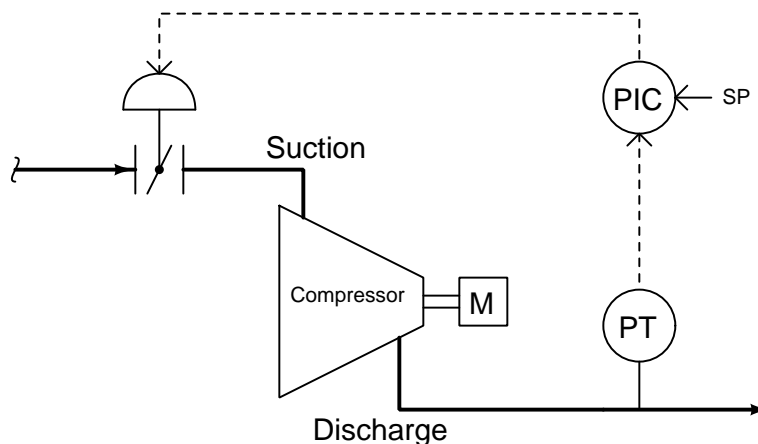 PIC
SP
Suction
Compressor
M
PT
Discharge